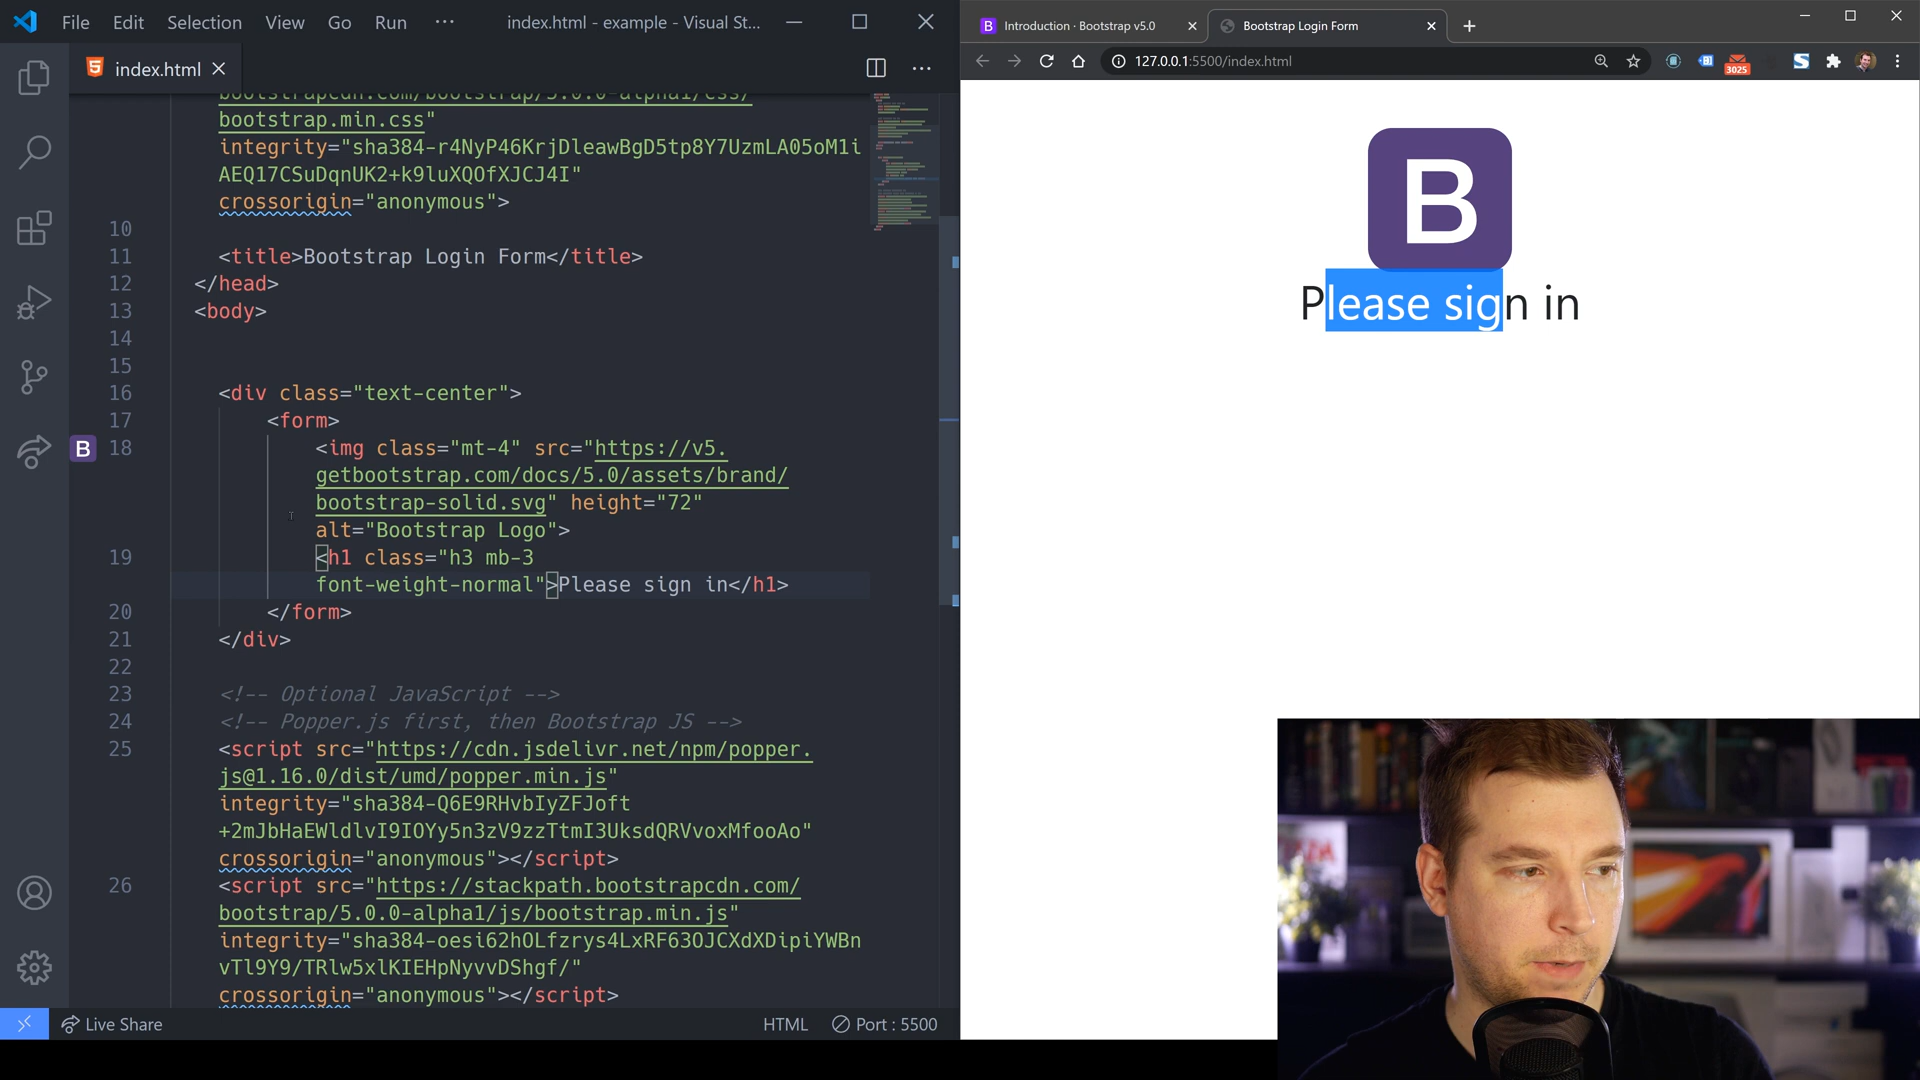 File Edit Selection View Go Run ··· index.html - example - Visual St...
index.html
bootstrapcdn.com/bootstrap/5.0.0-alpha1/css/
bootstrap.min.css"
integrity="sha384-r4NyP46KrjDleawBgD5tp8Y7UzmLA05oM1i
AEQ17CSuDqnUK2+k9luXQOfXJCJ4I"
crossorigin="anonymous">
10
11 <title>Bootstrap Login Form</title>
12 </head>
13 <body>
14
15
16 <div class="text-center">
17 <form>
B 18 <img class="mt-4" src="https://v5.
getbootstrap.com/docs/5.0/assets/brand/
bootstrap-solid.svg" height="72"
alt="Bootstrap Logo">
19 <h1 class="h3 mb-3
font-weight-normal">Please sign in</h1>
20 </form>
21 </div>
22
23 <!-- Optional JavaScript -->
24 <!-- Popper.js first, then Bootstrap JS -->
25 <script src="https://cdn.jsdelivr.net/npm/popper.
js@1.16.0/dist/umd/popper.min.js"
integrity="sha384-Q6E9RHvbIyZFJoft
+2mJbHaEWldlvI9IOYy5n3zV9zzTtmI3UksdQRVvoxMfooAo"
crossorigin="anonymous"></script>
26 <script src="https://stackpath.bootstrapcdn.com/
bootstrap/5.0.0-alpha1/js/bootstrap.min.js"
integrity="sha384-oesi62hOLfzrys4LxRF63OJCXdXDipiYWBn
vTl9Y9/TRlw5xlKIEHpNyvvDShgf/"
crossorigin="anonymous"></script>
Live Share HTML Port : 5500
B Introduction · Bootstrap v5.0 Bootstrap Login Form
127.0.0.1:5500/index.html
3025
B
Please sign in